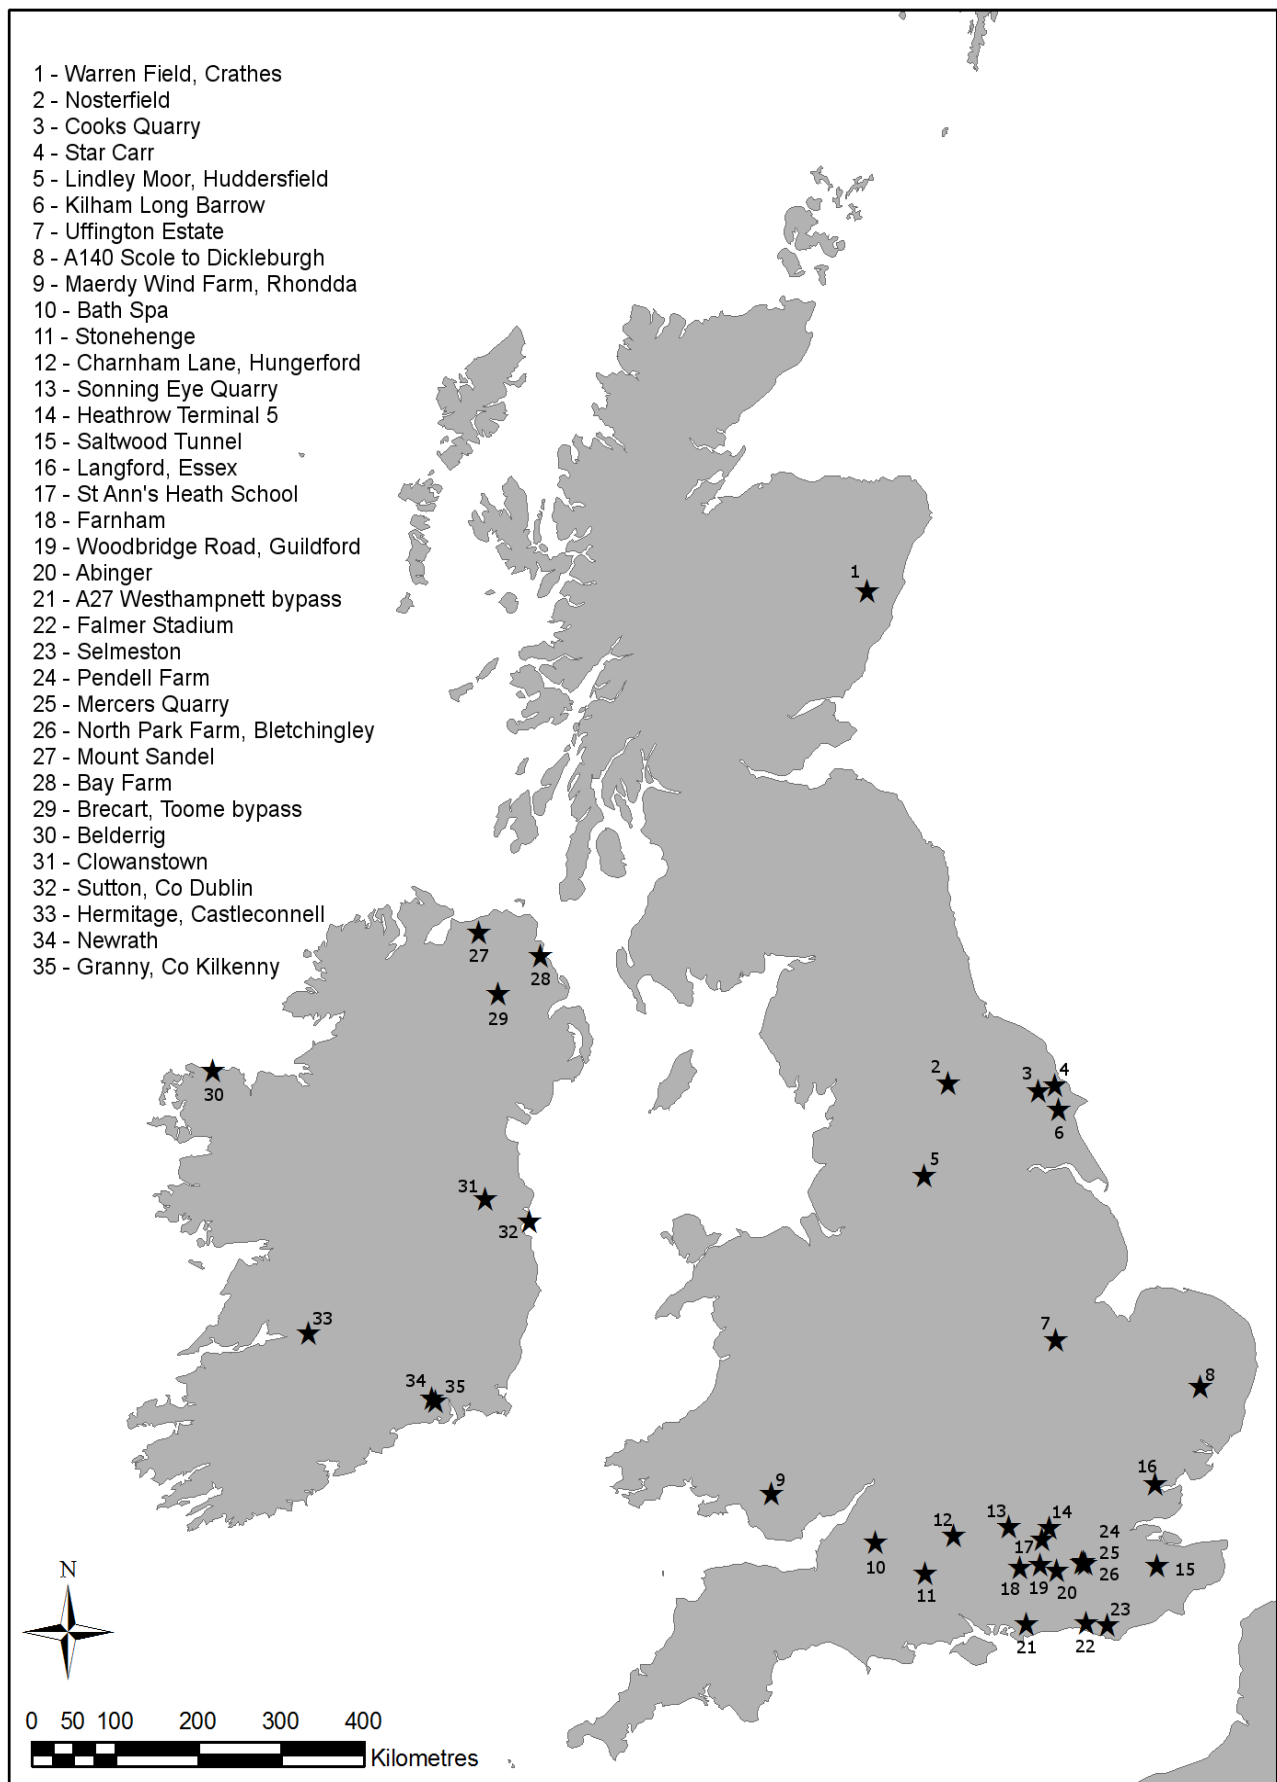 1 - Warren Field, Crathes
2 - Nosterfield
3 - Cooks Quarry
4 - Star Carr
5 - Lindley Moor, Huddersfield
6 - Kilham Long Barrow
7 - Uffington Estate
8 - A140 Scole to Dickleburgh
9 - Maerdy Wind Farm, Rhondda
10 - Bath Spa
11 - Stonehenge
12 - Charnham Lane, Hungerford
13 - Sonning Eye Quarry
14 - Heathrow Terminal 5
15 - Saltwood Tunnel
16 - Langford, Essex
17 - St Ann's Heath School
18 - Farnham
19 - Woodbridge Road, Guildford
20 - Abinger
21 - A27 Westhampnett bypass
22 - Falmer Stadium
23 - Selmeston
24 - Pendell Farm
25 - Mercers Quarry
26 - North Park Farm, Bletchingley
27 - Mount Sandel
28 - Bay Farm
29 - Brecart, Toome bypass
30 - Belderrig
31 - Clowanstown
32 - Sutton, Co Dublin
33 - Hermitage, Castleconnell
34 - Newrath
35 - Granny, Co Kilkenny
1
27
28
29
2
3
4
30
6
5
31
32
33
7
34
35
8
9
16
13
14
12
24
17
25
10
15
26
11
18
19
20
23
21
22
N
0 50 100 200 300 400
Kilometres